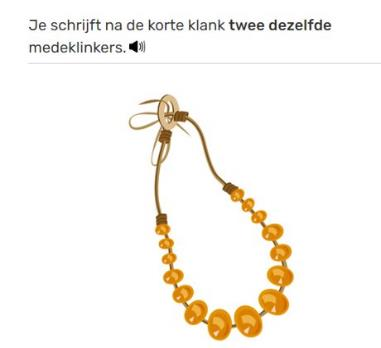 Je schrijft na de korte klank twee dezelfde
medeklinkers.